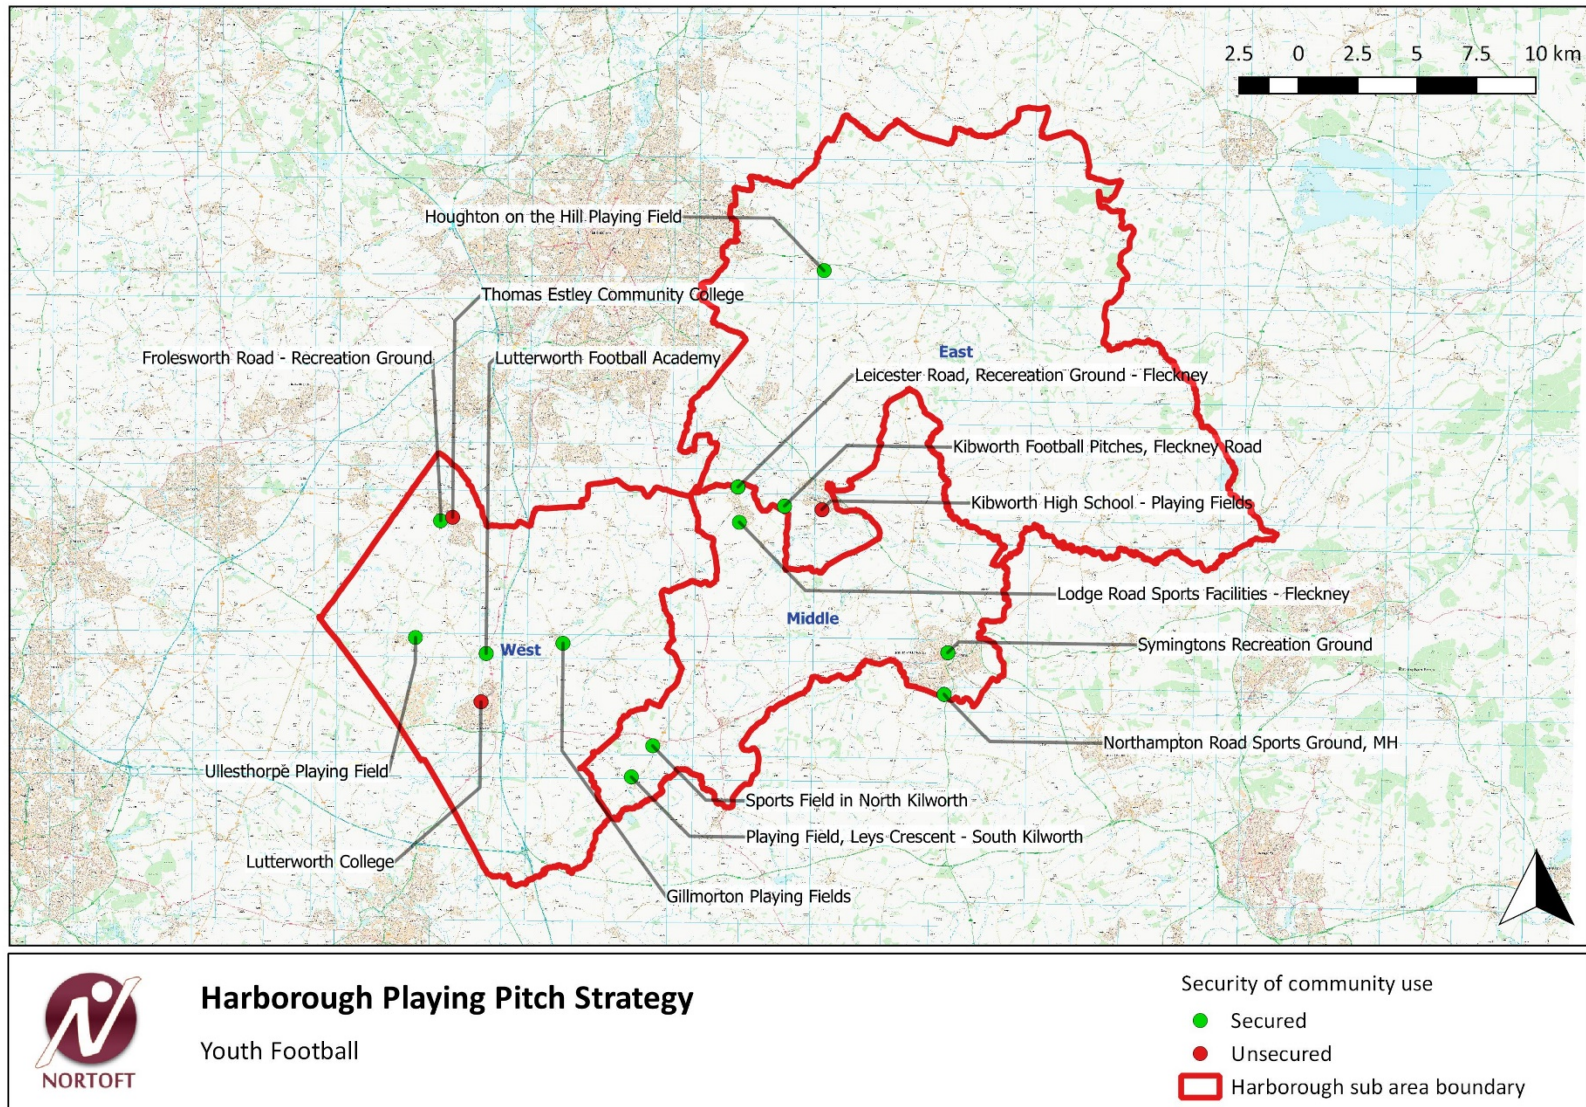 2.5 0 2.5 5 7.5 10 km
Houghton on the Hill Playing Field
Thomas Estley Community College
Frolesworth Road - Recreation Ground
Lutterworth Football Academy
East
Leicester Road, Recereation Ground - Fleckney
Kibworth Football Pitches, Fleckney Road
Kibworth High School - Playing Fields
Lodge Road Sports Facilities - Fleckney
Middle
West
Symingtons Recreation Ground
Northampton Road Sports Ground, MH
Ullesthorpe Playing Field
Sports Field in North Kilworth
Playing Field, Leys Crescent - South Kilworth
Lutterworth College
Gillmorton Playing Fields
NORTOFT
Harborough Playing Pitch Strategy
Youth Football
Security of community use
Secured
Unsecured
Harborough sub area boundary